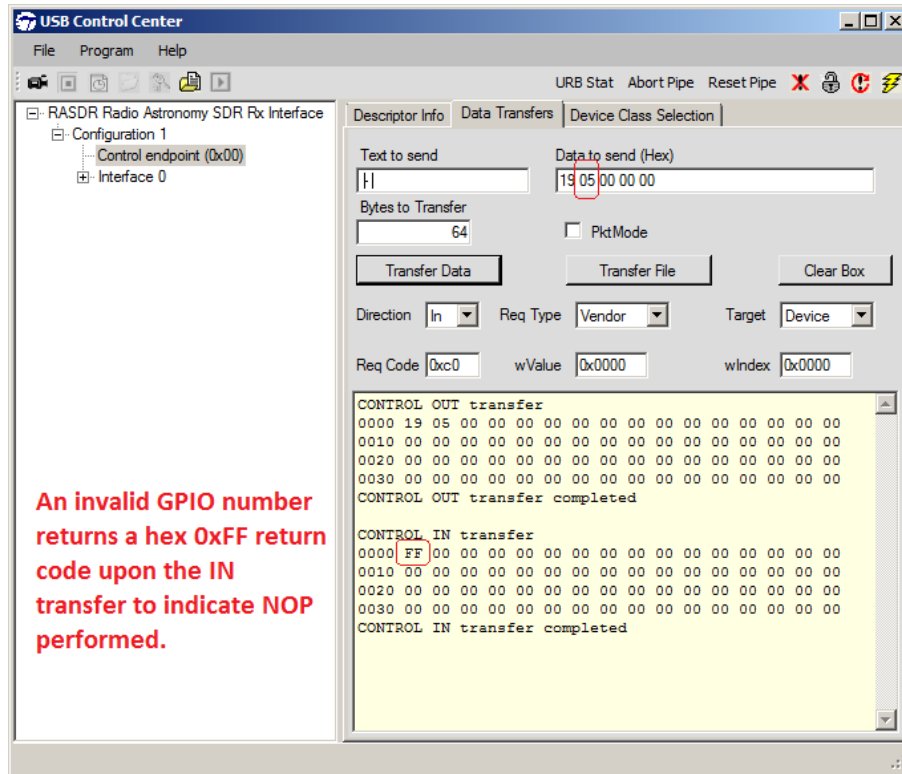 USB Control Center
File Program Help
URB Stat Abort Pipe Reset Pipe
RASDR Radio Astronomy SDR Rx Interface
Configuration 1
Control endpoint (0x00)
Interface 0
Descriptor Info Data Transfers Device Class Selection
Text to send Data to send (Hex)
19 05 00 00 00
Bytes to Transfer
64 PktMode
Transfer Data Transfer File Clear Box
Direction In Req Type Vendor Target Device
Req Code 0xc0 wValue 0x0000 wIndex 0x0000
CONTROL OUT transfer
0000 19 05 00 00 00 00 00 00 00 00 00 00 00 00 00 00
0010 00 00 00 00 00 00 00 00 00 00 00 00 00 00 00 00
0020 00 00 00 00 00 00 00 00 00 00 00 00 00 00 00 00
0030 00 00 00 00 00 00 00 00 00 00 00 00 00 00 00 00
CONTROL OUT transfer completed
CONTROL IN transfer
0000 FF 00 00 00 00 00 00 00 00 00 00 00 00 00 00 00
0010 00 00 00 00 00 00 00 00 00 00 00 00 00 00 00 00
0020 00 00 00 00 00 00 00 00 00 00 00 00 00 00 00 00
0030 00 00 00 00 00 00 00 00 00 00 00 00 00 00 00 00
CONTROL IN transfer completed
An invalid GPIO number
returns a hex 0xFF return
code upon the IN
transfer to indicate NOP
performed.